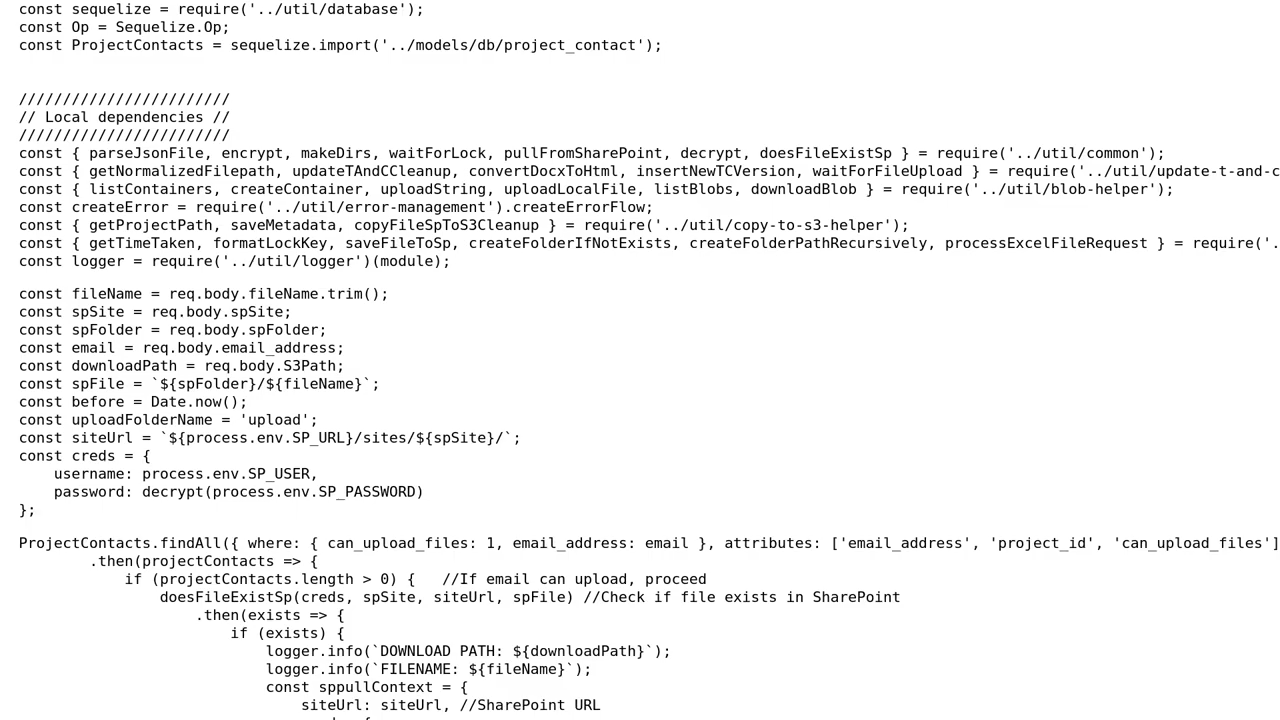 const sequelize = require('../util/database');
const Op = Sequelize.Op;
const ProjectContacts = sequelize.import('../models/db/project_contact');
////////////////////////
// Local dependencies //
////////////////////////
const { parseJsonFile, encrypt, makeDirs, waitForLock, pullFromSharePoint, decrypt, doesFileExistSp } = require('../util/common');
const { getNormalizedFilepath, updateTAndCCleanup, convertDocxToHtml, insertNewTCVersion, waitForFileUpload } = require('../util/update-t-and-c
const { listContainers, createContainer, uploadString, uploadLocalFile, listBlobs, downloadBlob } = require('../util/blob-helper');
const createError = require('../util/error-management').createErrorFlow;
const { getProjectPath, saveMetadata, copyFileSpToS3Cleanup } = require('../util/copy-to-s3-helper');
const { getTimeTaken, formatLockKey, saveFileToSp, createFolderIfNotExists, createFolderPathRecursively, processExcelFileRequest } = require('.
const logger = require('../util/logger')(module);
const fileName = req.body.fileName.trim();
const spSite = req.body.spSite;
const spFolder = req.body.spFolder;
const email = req.body.email_address;
const downloadPath = req.body.S3Path;
const spFile = `${spFolder}/${fileName}`;
const before = Date.now();
const uploadFolderName = 'upload';
const siteUrl = `${process.env.SP_URL}/sites/${spSite}/`;
const creds = {
    username: process.env.SP_USER,
    password: decrypt(process.env.SP_PASSWORD)
};
ProjectContacts.findAll({ where: { can_upload_files: 1, email_address: email }, attributes: ['email_address', 'project_id', 'can_upload_files']
        .then(projectContacts => {
            if (projectContacts.length > 0) {   //If email can upload, proceed
                doesFileExistSp(creds, spSite, siteUrl, spFile) //Check if file exists in SharePoint
                    .then(exists => {
                        if (exists) {
                            logger.info(`DOWNLOAD PATH: ${downloadPath}`);
                            logger.info(`FILENAME: ${fileName}`);
                            const sppullContext = {
                                siteUrl: siteUrl, //SharePoint URL